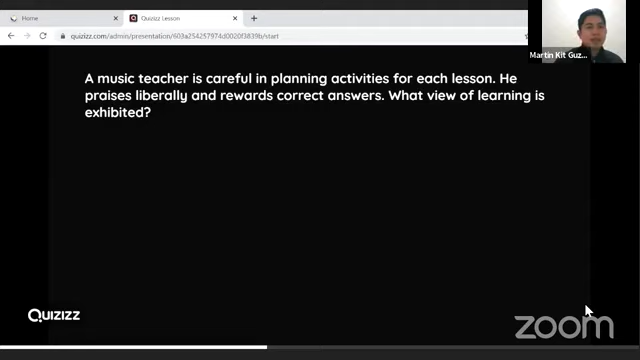 Home
Quizizz Lesson
quizizz.com/admin/presentation/603a254257974d0020f3839b/start
Martin Kit Guz...
A music teacher is careful in planning activities for each lesson. He
praises liberally and rewards correct answers. What view of learning is
exhibited?
QUIZIZZ
zoom